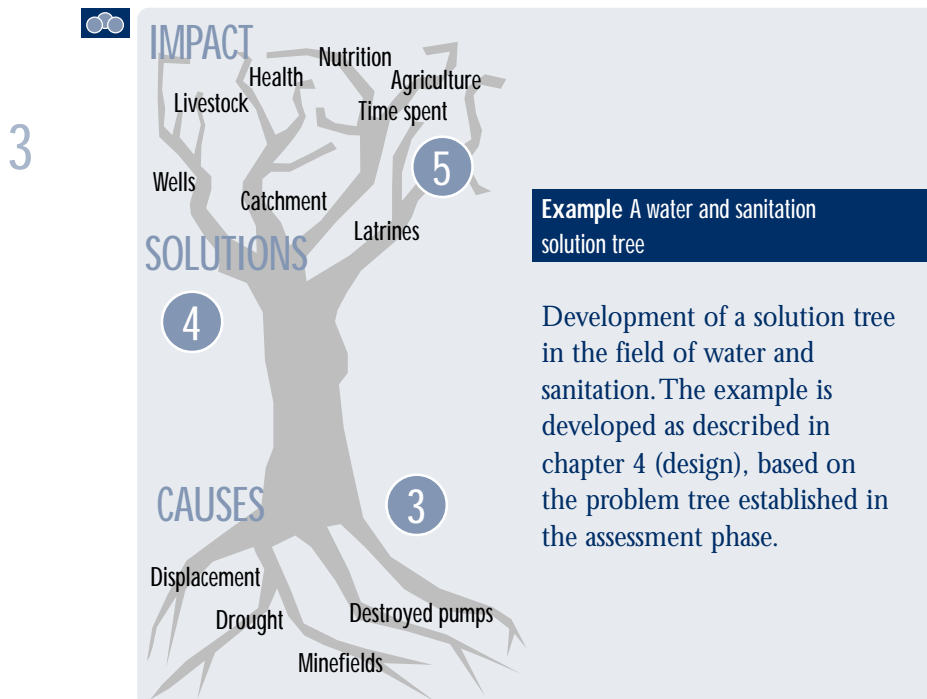 3
IMPACT
Nutrition
Health
Agriculture
Livestock
Time spent
5
Wells
Catchment
Latrines
SOLUTIONS
4
CAUSES
3
Displacement
Drought
Destroyed pumps
Minefields
Example A water and sanitation
solution tree
Development of a solution tree
in the field of water and
sanitation. The example is
developed as described in
chapter 4 (design), based on
the problem tree established in
the assessment phase.